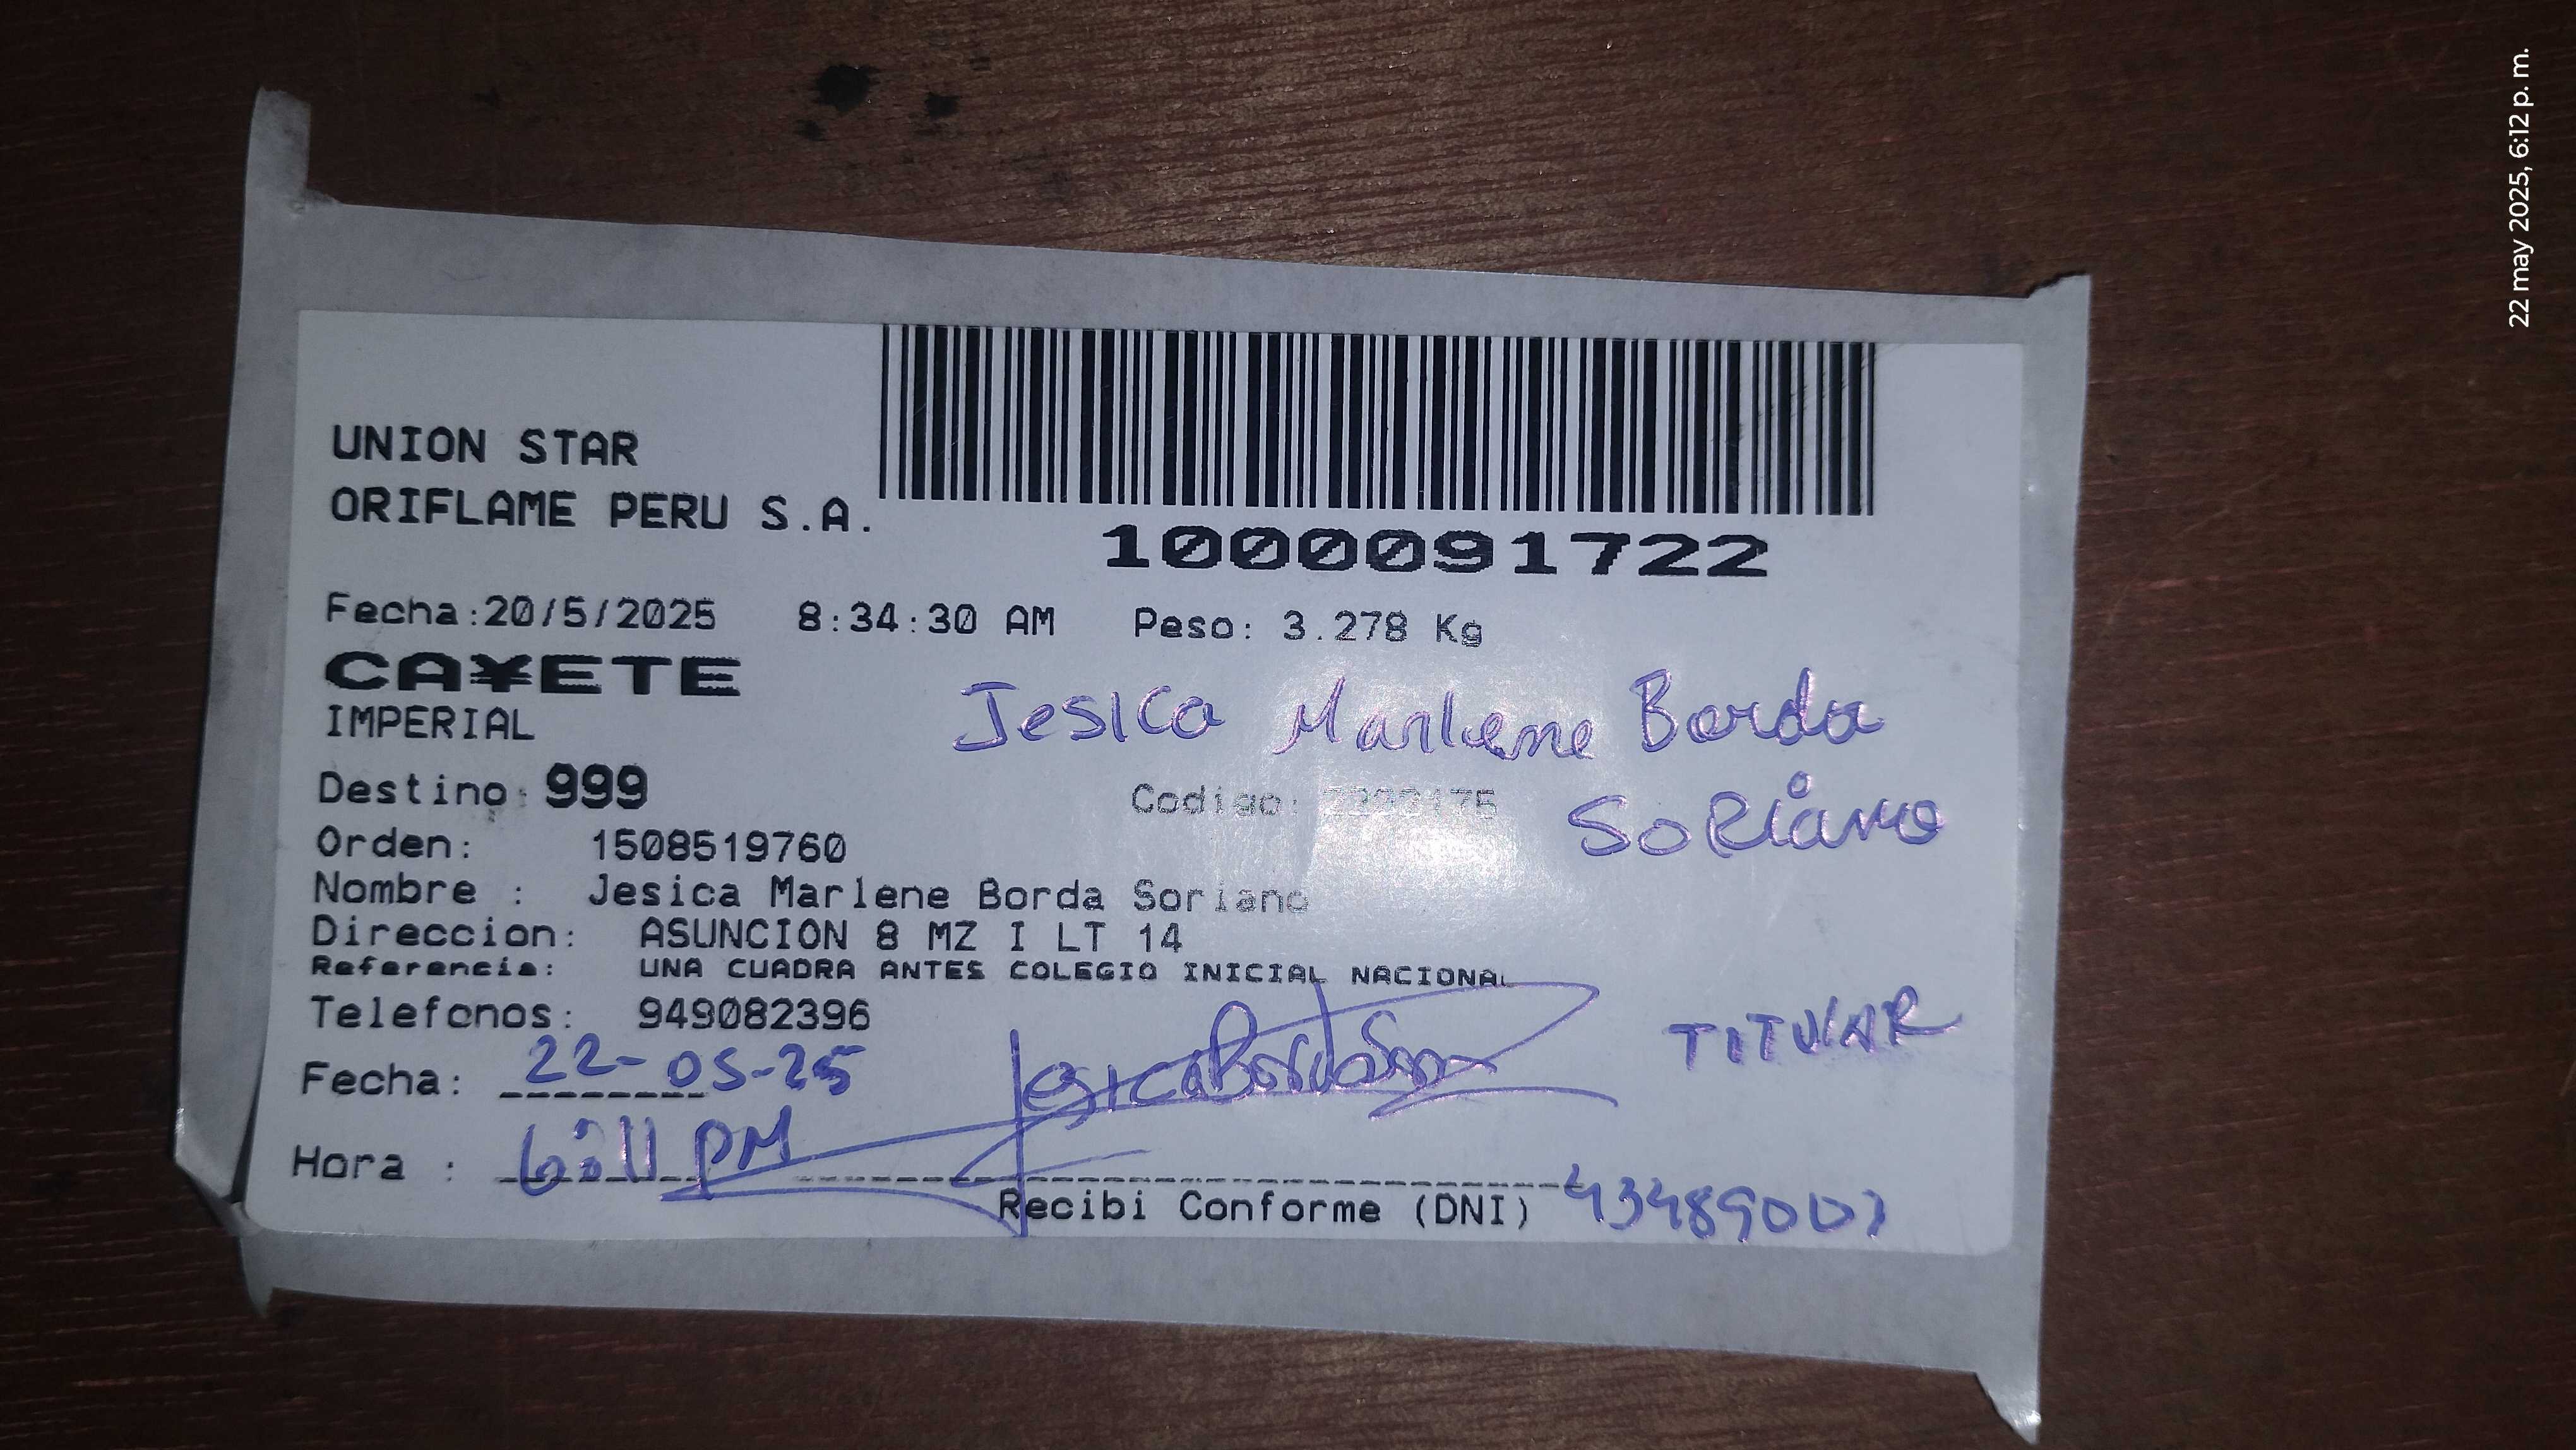 UNION STAR
ORIFLAME PERU S.A.
1000091722
Fecha:20/5/2025 8:34:30 AM Peso: 3.278 Kg
CA¥ETE
IMPERIAL
Jesica Marlene Borda
Soriano
Destino: 999
Codigo:
Orden: 1508519760
Nombre : Jesica Marlene Borda Soriano
Direccion: ASUNCION 8 MZ I LT 14
Referencia: UNA CUADRA ANTES COLEGIO INICIAL NACIONAL
Telefonos: 949082396
TITULAR
Fecha: 22-05-25
Hora : 6:11 PM
Recibi Conforme (DNI)
22 may 2025, 6:12 p. m.